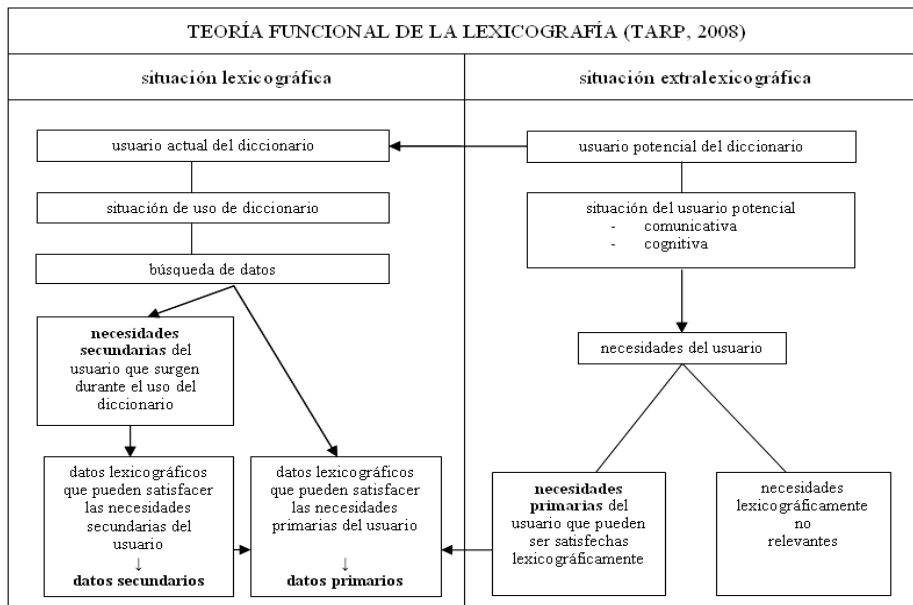 TEORÍA FUNCIONAL DE LA LEXICOGRAFÍA (TARP, 2008)
situación lexicográfica
situación extralexicográfica
usuario actual del diccionario
usuario potencial del diccionario
situación de uso de diccionario
situación del usuario potencial
- comunicativa
- cognitiva
búsqueda de datos
necesidades
secundarias del
usuario que surgen
durante el uso del
diccionario
necesidades del usuario
datos lexicográficos
que pueden satisfacer
las necesidades
secundarias del
usuario
↓
datos secundarios
datos lexicográficos
que pueden satisfacer
las necesidades
primarias del usuario
↓
datos primarios
necesidades
primarias del
usuario que pueden
ser satisfechas
lexicográficamente
necesidades
lexicográficamente
no
relevantes